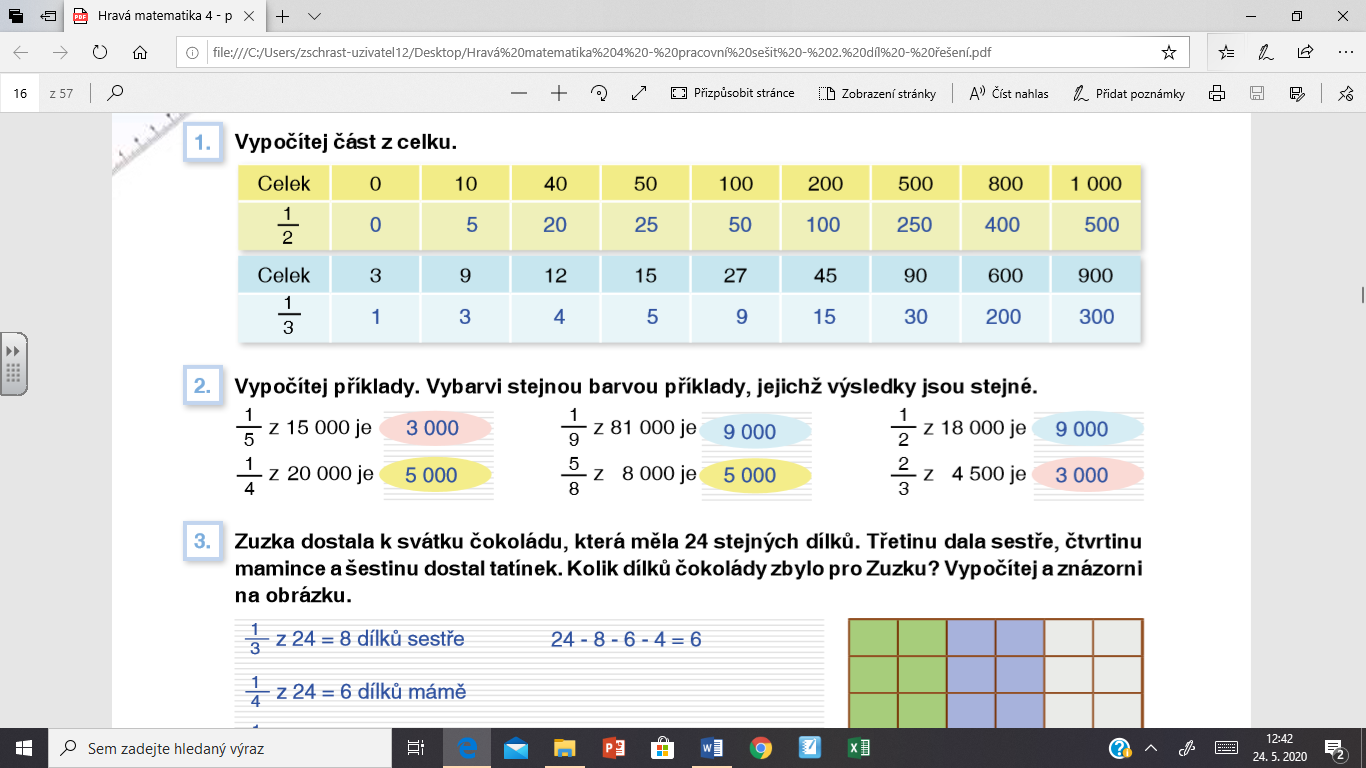 Hravá matematika 4 - p
file:///C:/Users/zschrast-uzivatel12/Desktop/Hravá%20matematika%204%20-%20pracovní%20sešit%20-%202.%20díl%20-%20řešení.pdf
16 z 57 Přizpůsobit stránce Zobrazení stránky Číst nahlas Přidat poznámky
1. Vypočítej část z celku.
Celek 0 10 40 50 100 200 500 800 1 000
1/2 0 5 20 25 50 100 250 400 500
Celek 3 9 12 15 27 45 90 600 900
1/3 1 3 4 5 9 15 30 200 300
2. Vypočítej příklady. Vybarvi stejnou barvou příklady, jejichž výsledky jsou stejné.
1/5 z 15 000 je 3 000 1/9 z 81 000 je 9 000 1/2 z 18 000 je 9 000
1/4 z 20 000 je 5 000 5/8 z 8 000 je 5 000 2/3 z 4 500 je 3 000
3. Zuzka dostala k svátku čokoládu, která měla 24 stejných dílků. Třetinu dala sestře, čtvrtinu
mamince a šestinu dostal tatínek. Kolik dílků čokolády zbylo pro Zuzku? Vypočítej a znázorni
na obrázku.
1/3 z 24 = 8 dílků sestře 24 - 8 - 6 - 4 = 6
1/4 z 24 = 6 dílků mámě
Sem zadejte hledaný výraz
12:42
24. 5. 2020
2